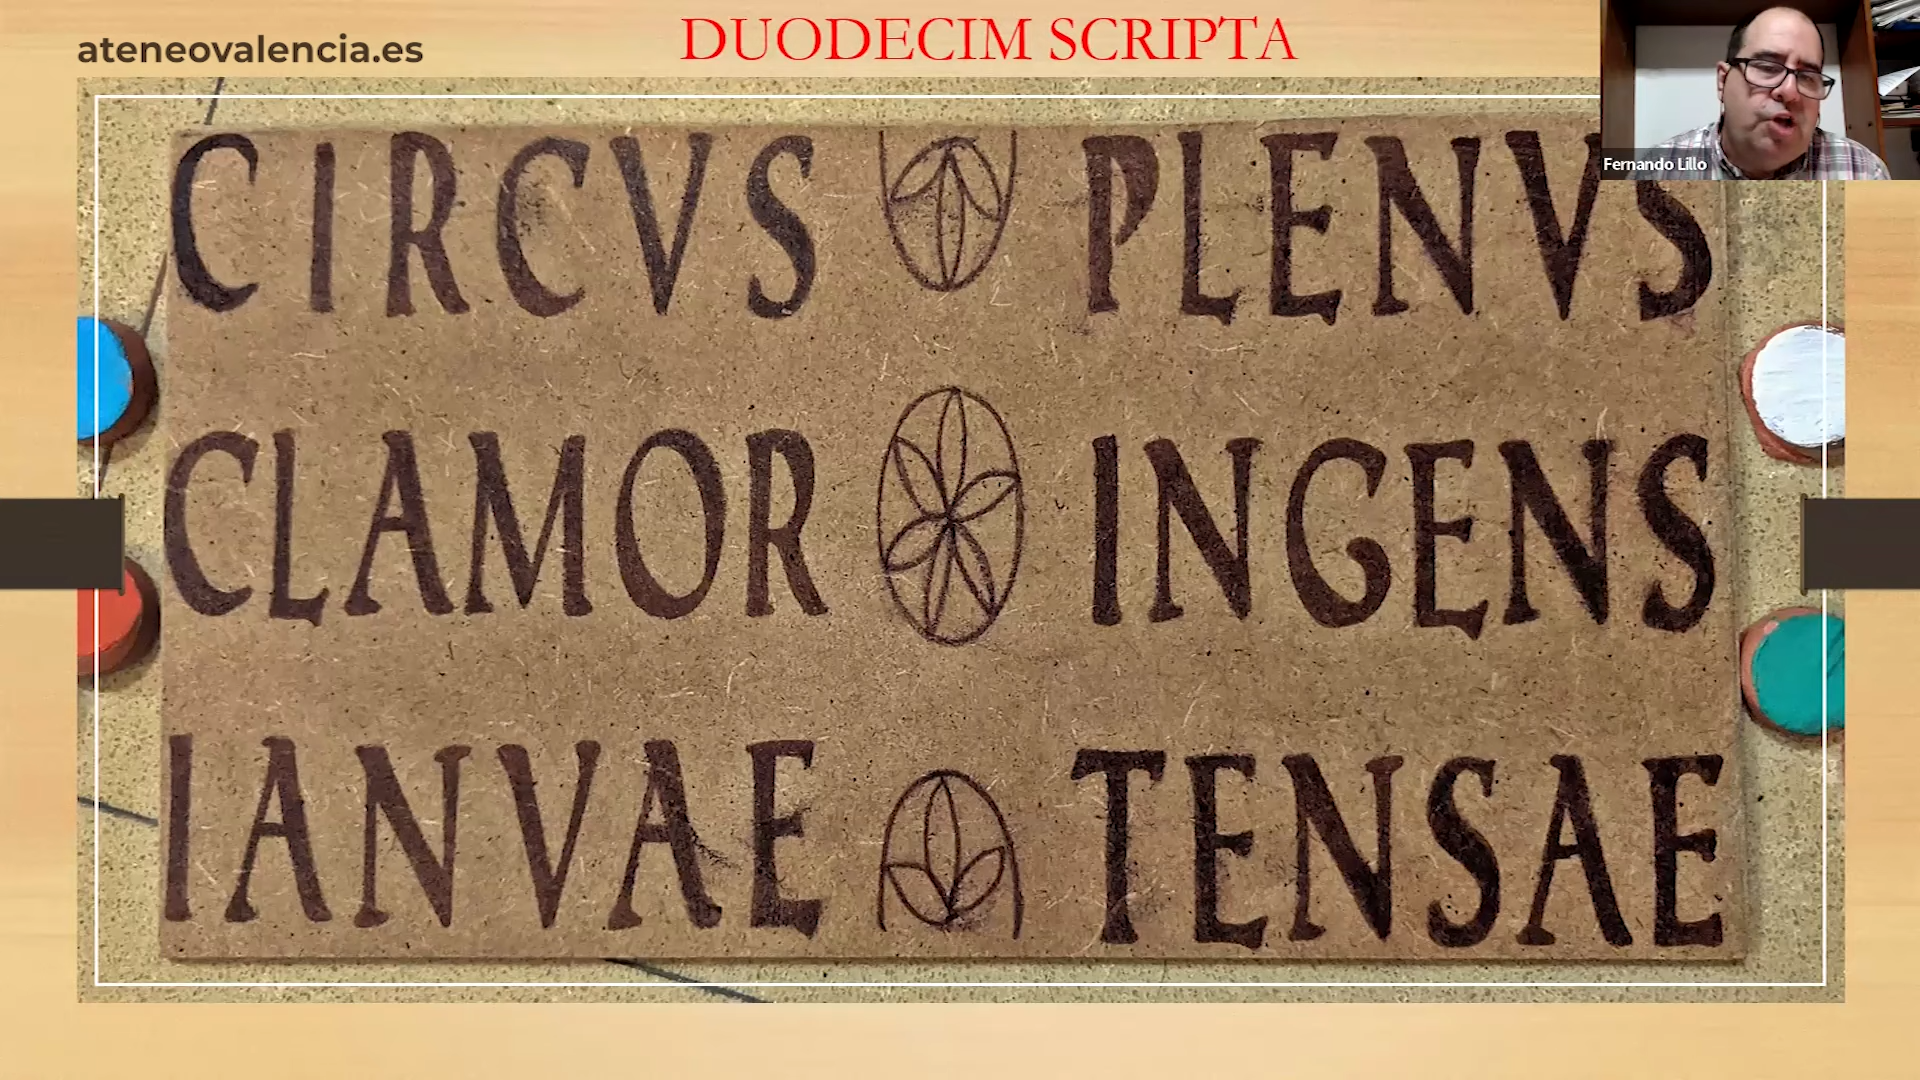 ateneovalencia.es
DUODECIM SCRIPTA
Fernando Lillo
CIRCVS PLENVS
CLAMOR INGENS
IANVAE TENSAE